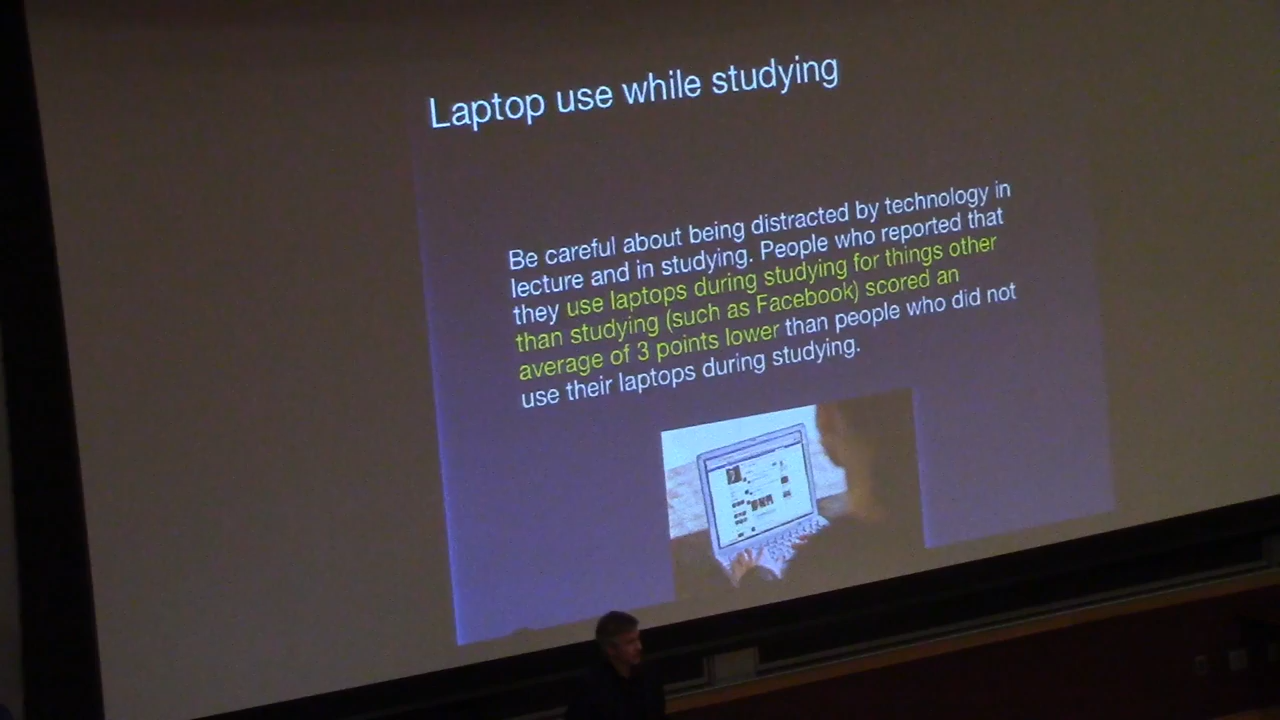 Laptop use while studying
Be careful about being distracted by technology in
lecture and in studying. People who reported that
they use laptops during studying for things other
than studying (such as Facebook) scored an
average of 3 points lower than people who did not
use their laptops during studying.